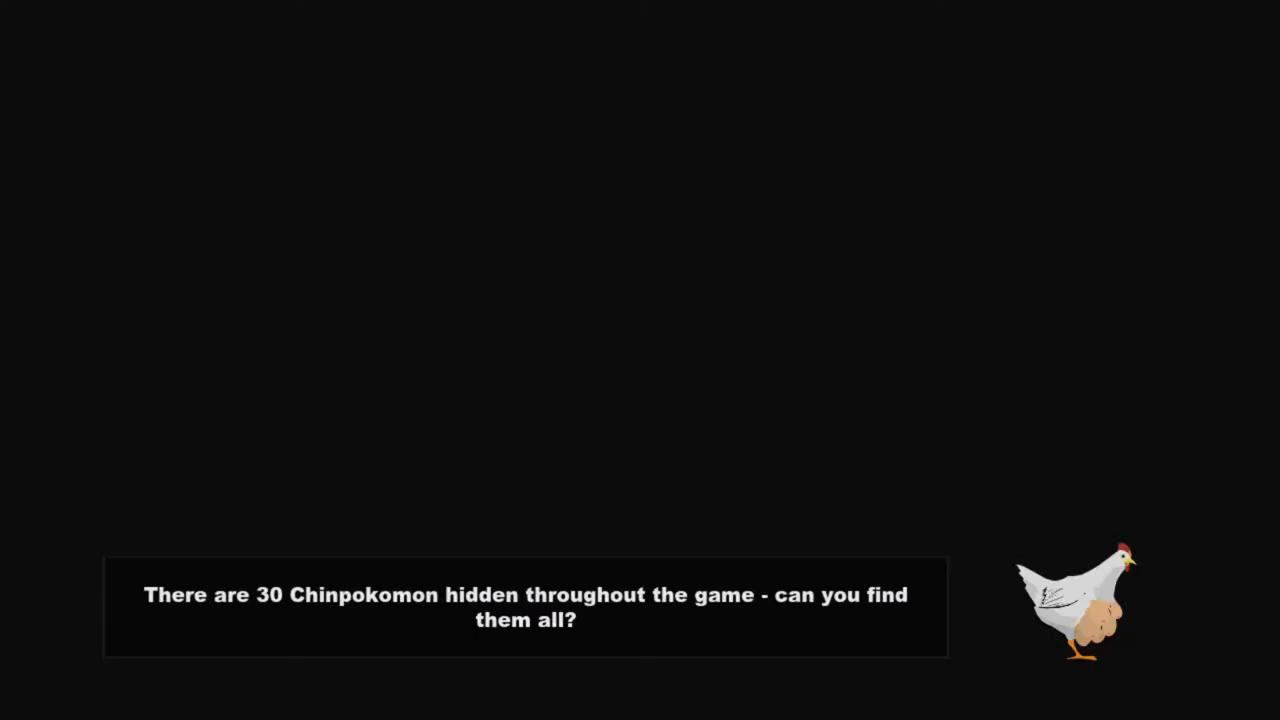 There are 30 Chinpokomon hidden throughout the game - can you find
them all?